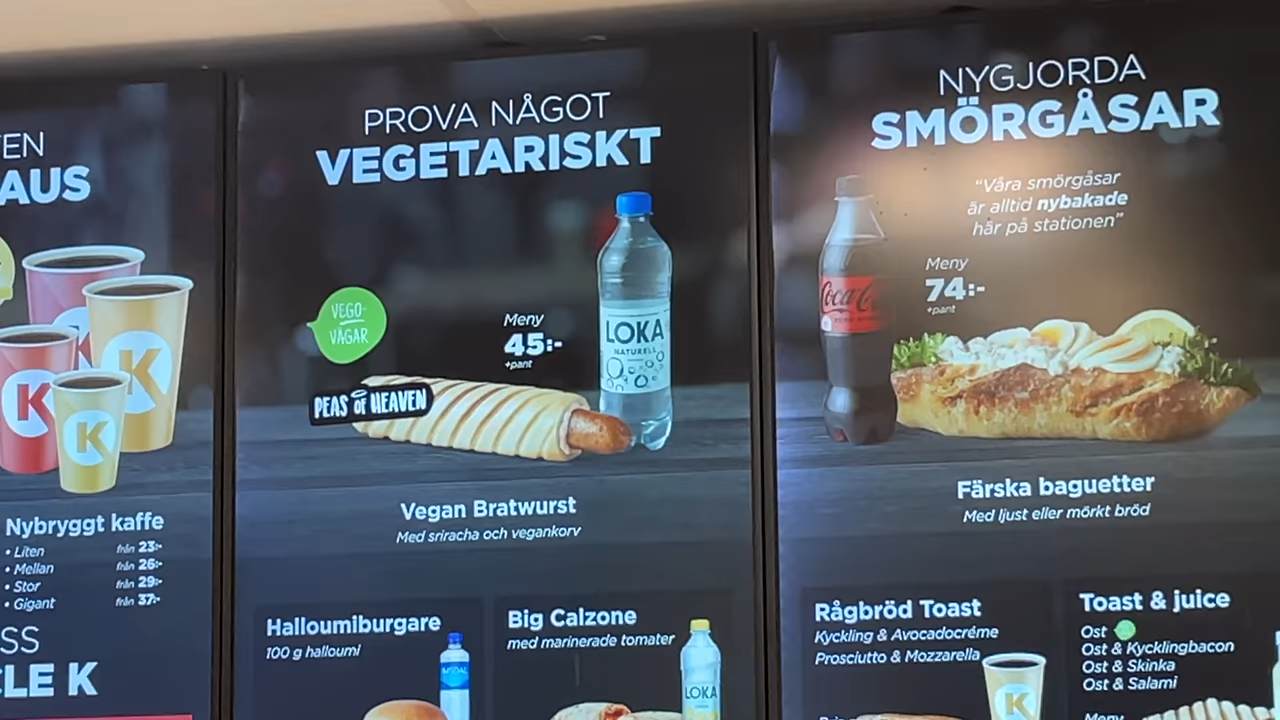 TEN
AUS
K
K
K
K
Nybryggt kaffe
• Liten från 23:-
• Mellan från 26:-
• Stor från 29:-
• Gigant från 37:-
SS
CLE K
PROVA NÅGOT
VEGETARISKT
VEGO-
VÄGAR
Meny
45:-
+pant
LOKA
NATURELL
PEAS OF HEAVEN
Vegan Bratwurst
Med sriracha och vegankorv
Halloumiburgare
100 g halloumi
Big Calzone
med marinerade tomater
LOKA
NYGJORDA
SMÖRGÅSAR
“Våra smörgåsar
är alltid nybakade
här på stationen”
Meny
74:-
+pant
Coca-Co
Färska baguetter
Med ljust eller mörkt bröd
Rågbröd Toast
Kyckling & Avocadocréme
Prosciutto & Mozzarella
K
Toast & juice
Ost
Ost & Kycklingbacon
Ost & Skinka
Ost & Salami
Meny